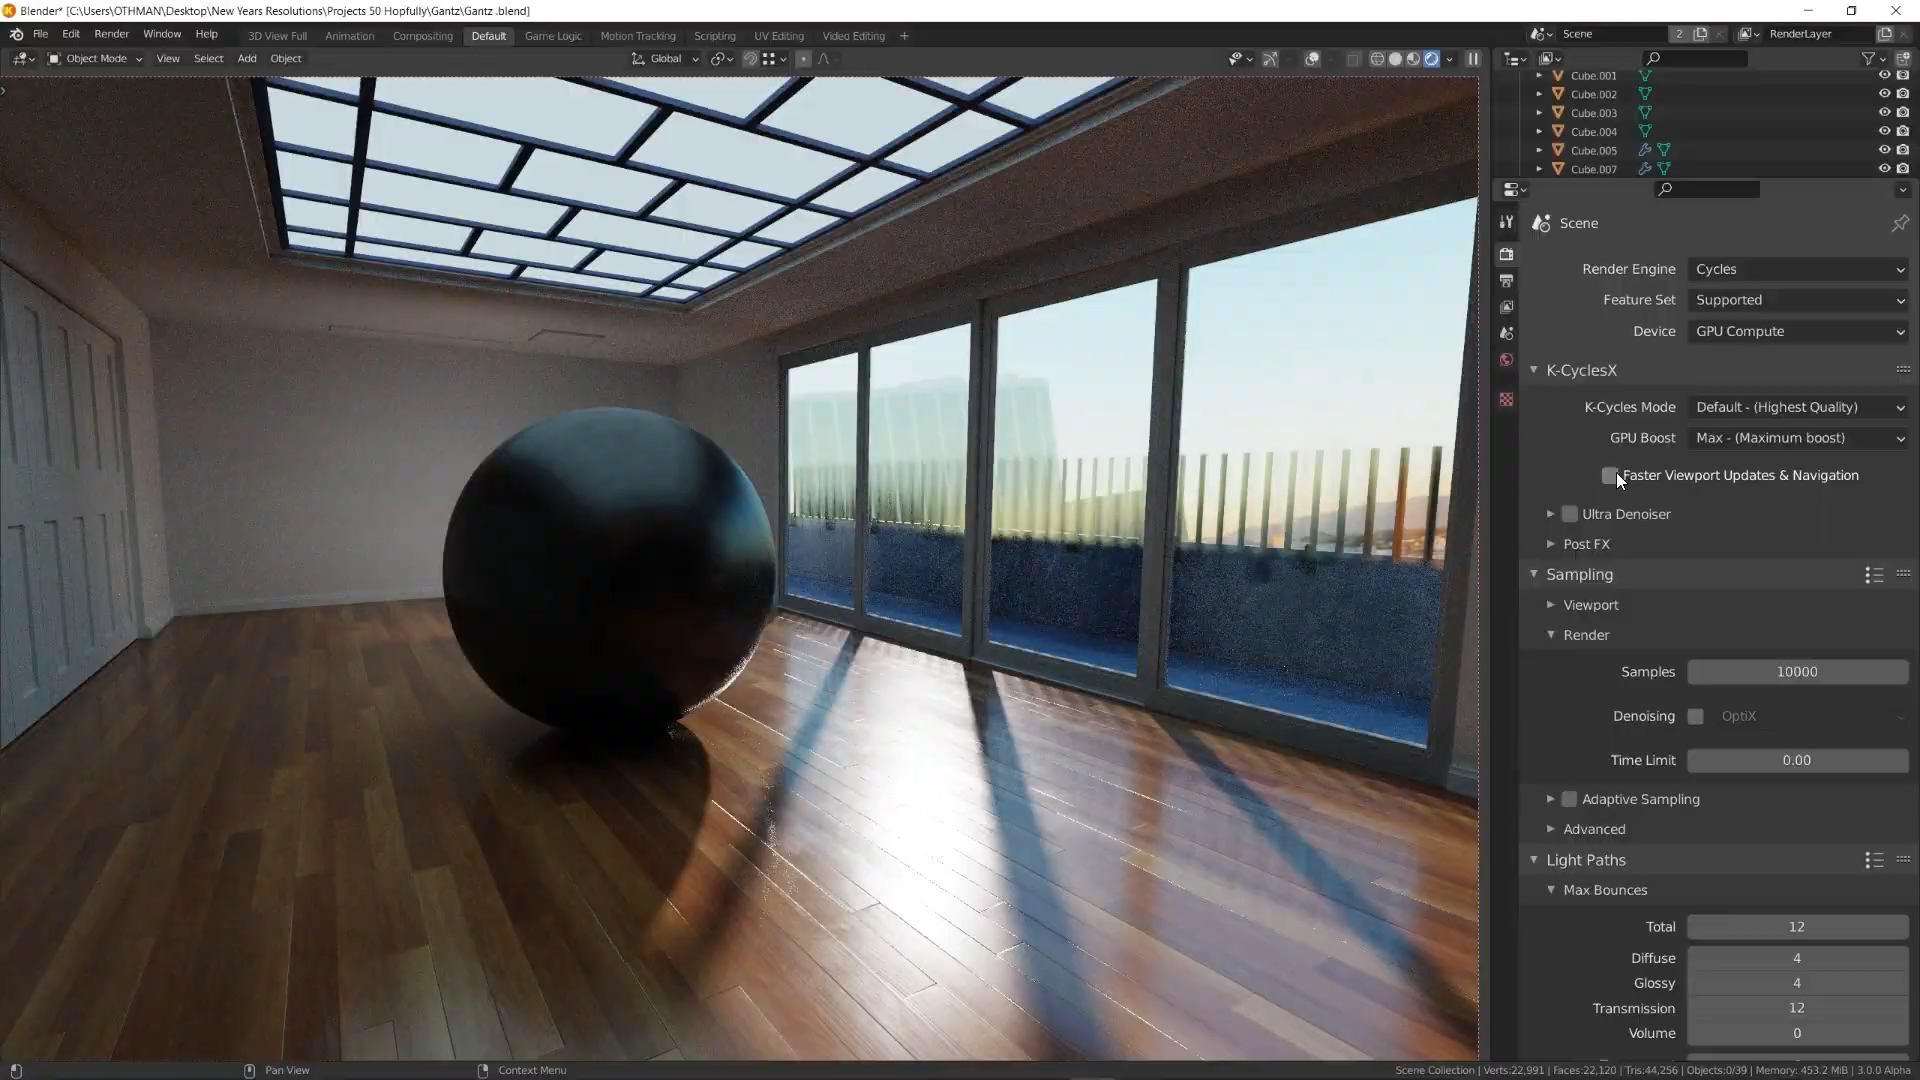 Blender* [C:\Users\OTHMAN\Desktop\New Years Resolutions\Projects 50 Hopfully\Gantz\Gantz .blend]
File Edit Render Window Help
3D View Full Animation Compositing Default Game Logic Motion Tracking Scripting UV Editing Video Editing +
Scene 2 RenderLayer
Object Mode View Select Add Object Global
Cube.001
Cube.002
Cube.003
Cube.004
Cube.005
Cube.007
Scene
Render Engine Cycles
Feature Set Supported
Device GPU Compute
K-CyclesX
K-Cycles Mode Default - (Highest Quality)
GPU Boost Max - (Maximum boost)
Faster Viewport Updates & Navigation
Ultra Denoiser
Post FX
Sampling
Viewport
Render
Samples 10000
Denoising OptiX
Time Limit 0.00
Adaptive Sampling
Advanced
Light Paths
Max Bounces
Total 12
Diffuse 4
Glossy 4
Transmission 12
Volume 0
Pan View Context Menu
Scene Collection | Verts:22,991 | Faces:22,120 | Tris:44,256 | Objects:0/39 | Memory: 453.2 MiB | 3.0.0 Alpha